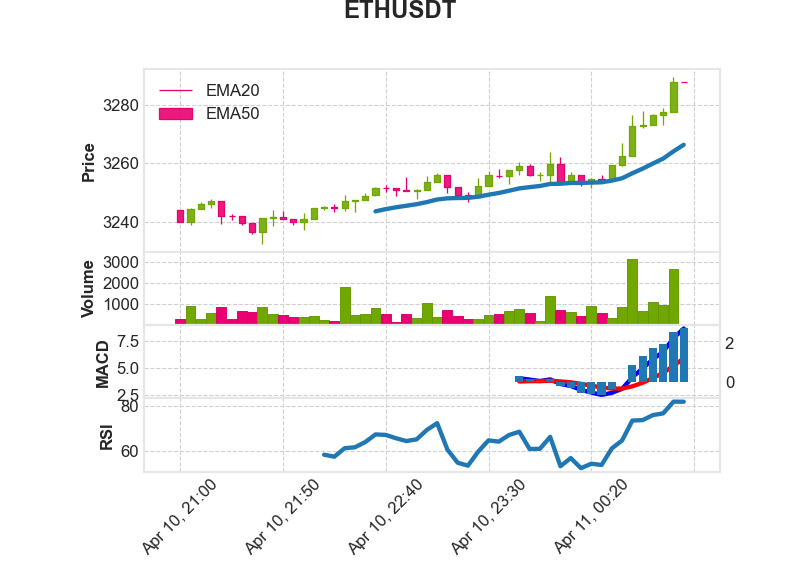 ETHUSDT
EMA20
EMA50
Price
3280
3260
3240
Volume
3000
2000
1000
MACD
7.5
5.0
2.5
2
0
RSI
80
60
Apr 10, 21:00
Apr 10, 21:50
Apr 10, 22:40
Apr 10, 23:30
Apr 11, 00:20